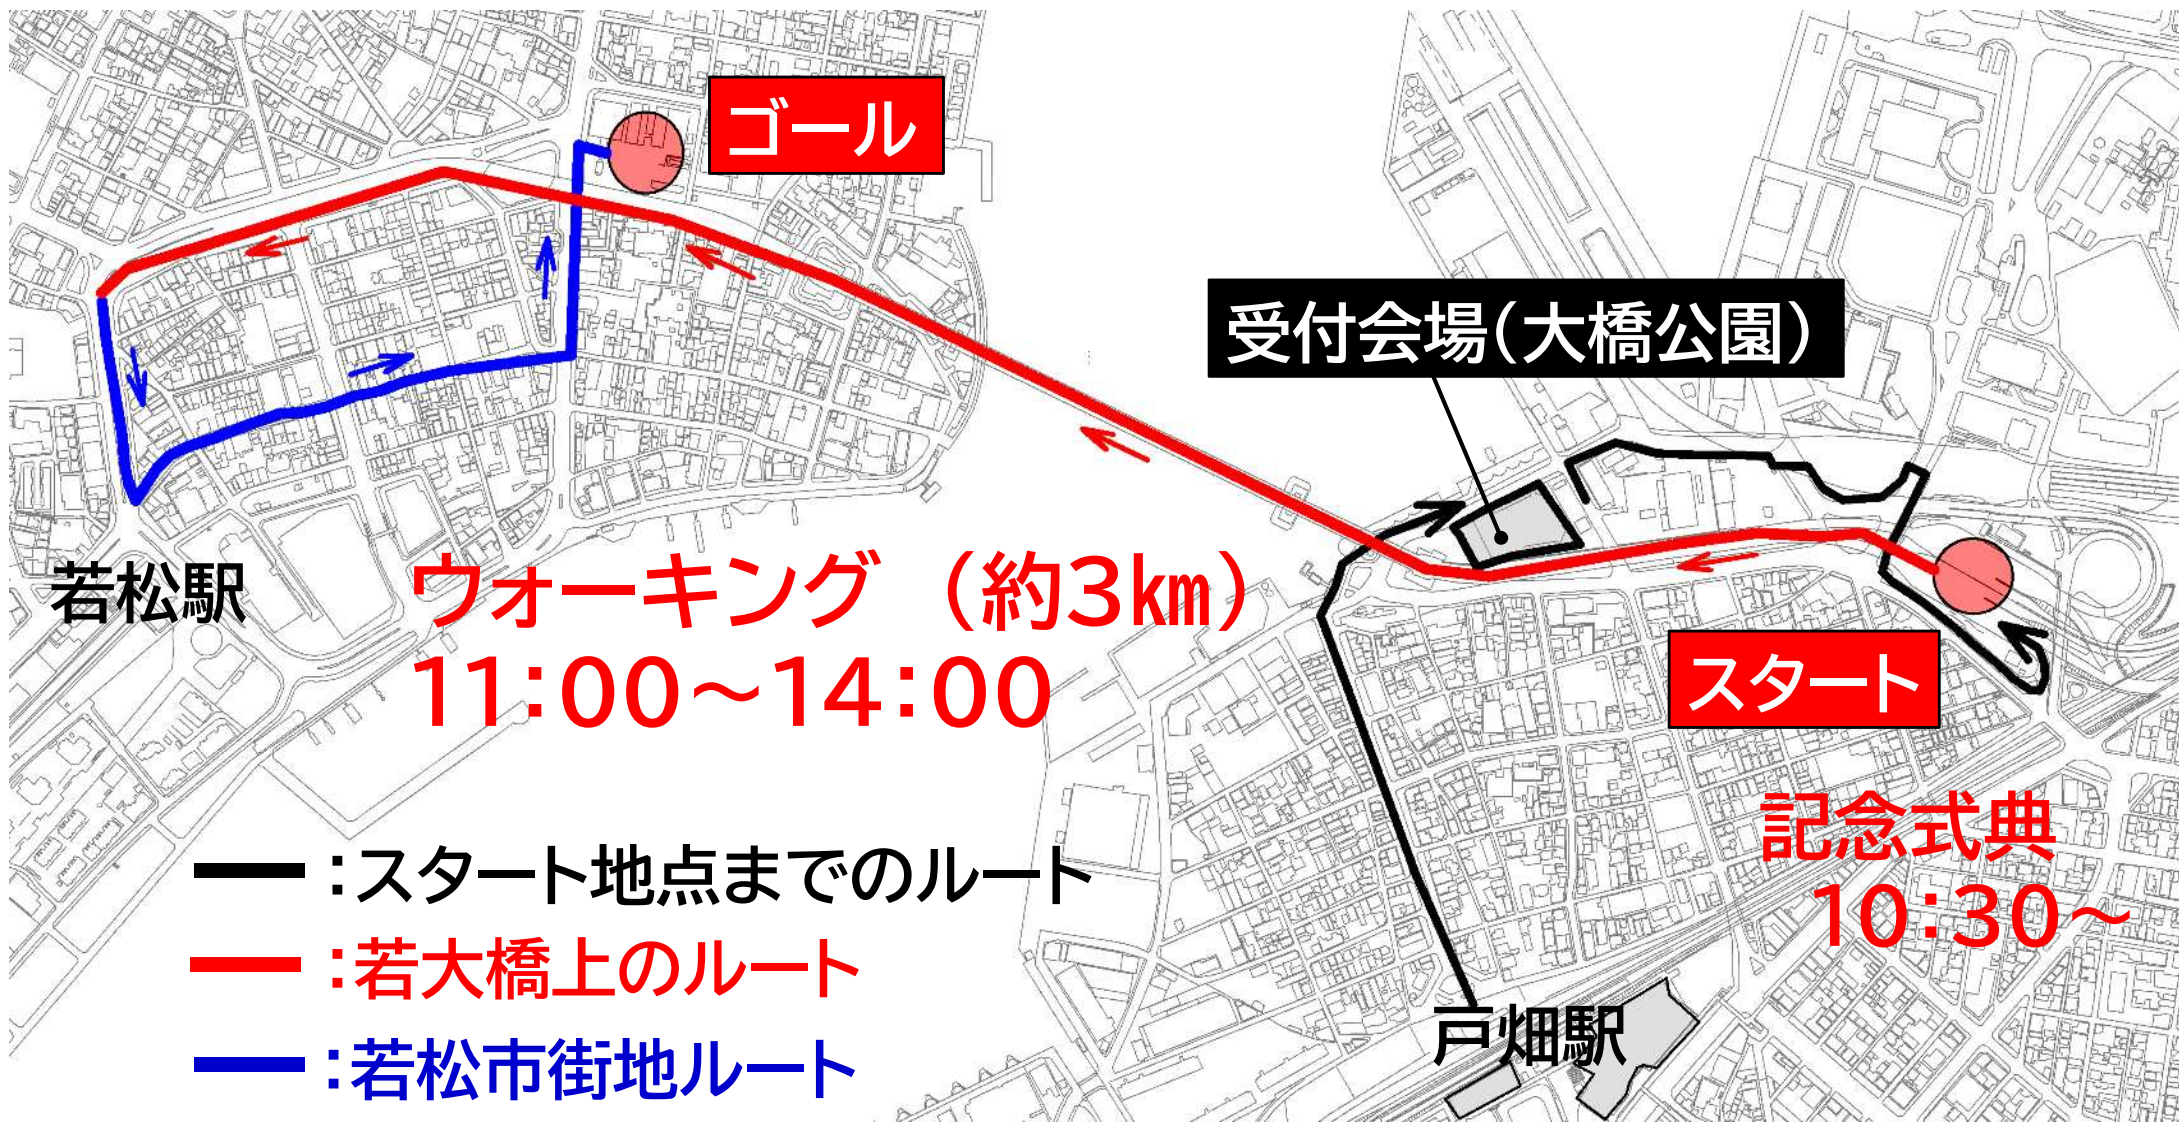 ゴール
受付会場(大橋公園)
若松駅
ウォーキング (約3㎞)
11:00~14:00
スタート
記念式典
10:30~
:スタート地点までのルート
:若大橋上のルート
:若松市街地ルート
戸畑駅